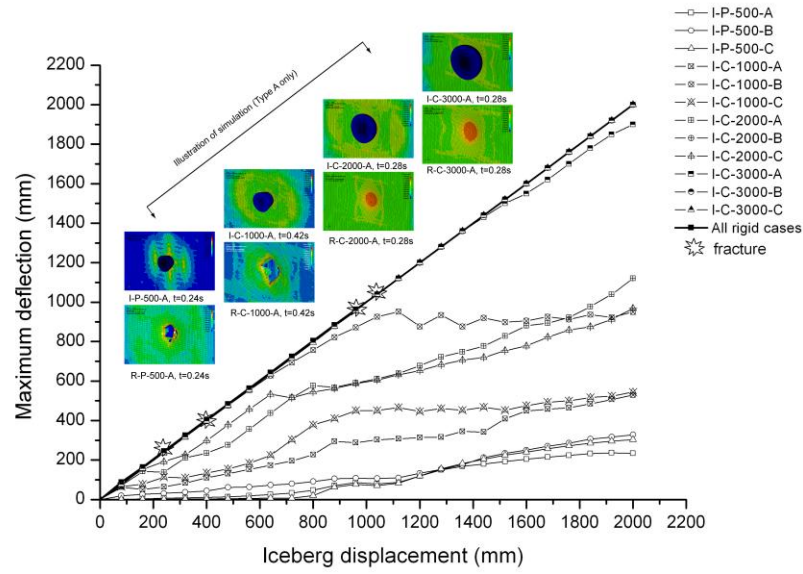 2200
2000
1800
1600
1400
1200
1000
800
600
400
200
0
Maximum deflection (mm)
0 200 400 600 800 1000 1200 1400 1600 1800 2000 2200
Iceberg displacement (mm)
Illustration of simulation (Type A only)
I-C-3000-A, t=0.28s
R-C-3000-A, t=0.28s
I-C-2000-A, t=0.28s
R-C-2000-A, t=0.28s
I-C-1000-A, t=0.42s
R-C-1000-A, t=0.42s
I-P-500-A, t=0.24s
R-P-500-A, t=0.24s
I-P-500-A
I-P-500-B
I-P-500-C
I-C-1000-A
I-C-1000-B
I-C-1000-C
I-C-2000-A
I-C-2000-B
I-C-2000-C
I-C-3000-A
I-C-3000-B
I-C-3000-C
All rigid cases
fracture